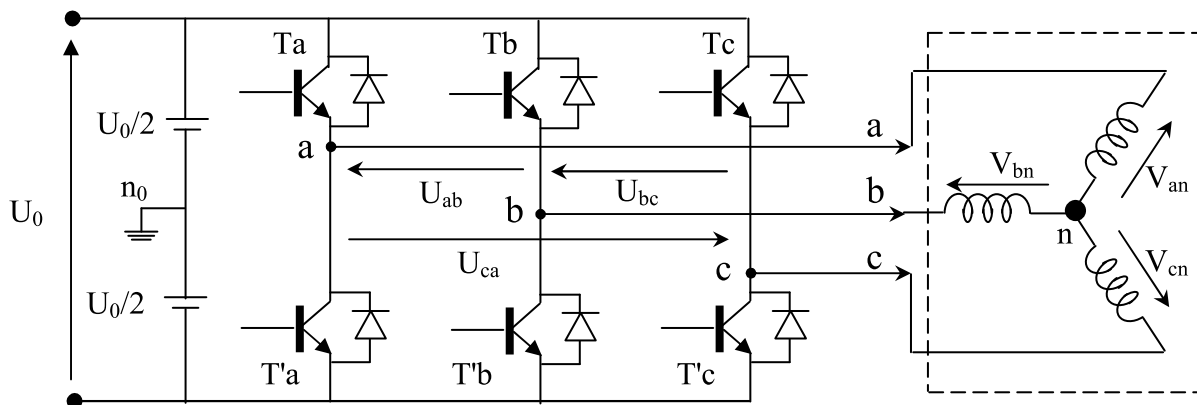 Ta
Tb
Tc
U₀/2
a
a
n₀
U₀
Uab
Ubc
Vbn
Van
b
b
n
Uca
c
c
Vcn
U₀/2
T'a
T'b
T'c